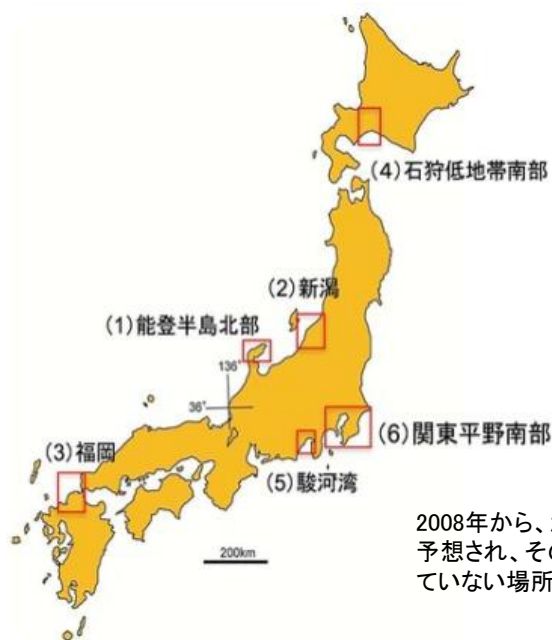 (4)石狩低地帯南部
(2)新潟
(1)能登半島北部
136°
36°
(3)福岡
(6)関東平野南部
(5)駿河湾
200km
2008年から、
予想され、その
ていない場所